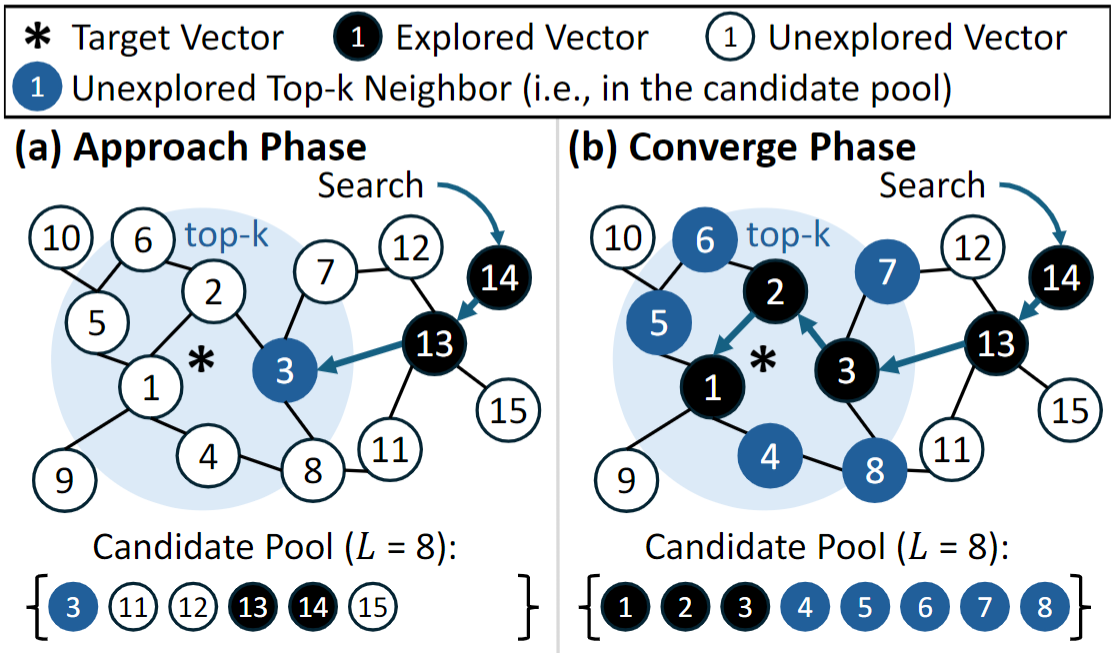 * Target Vector 1 Explored Vector 1 Unexplored Vector
1 Unexplored Top-k Neighbor (i.e., in the candidate pool)
(a) Approach Phase
Search
10 6 top-k 12
7 14
2
5 13
* 3
1
15
4 11
8
9
Candidate Pool (L = 8):
{ 3 11 12 13 14 15 }
(b) Converge Phase
Search
10 6 top-k 12
7 14
2
5 13
* 3
1
15
4 11
8
9
Candidate Pool (L = 8):
{ 1 2 3 4 5 6 7 8 }